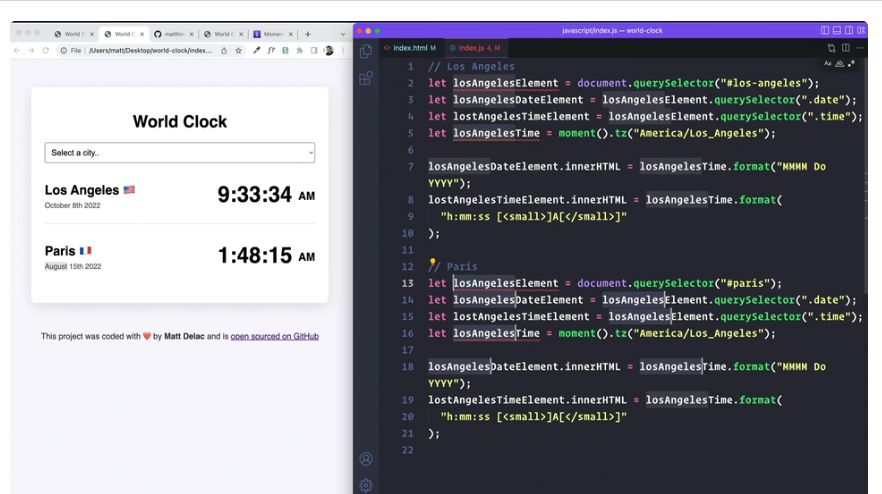 World C
World C
matthie
World C
Momen
File | /Users/matt/Desktop/world-clock/index....
World Clock
Select a city..
Los Angeles 🇺🇸
October 8th 2022
9:33:34 AM
Paris 🇫🇷
August 15th 2022
1:48:15 AM
This project was coded with ❤️ by Matt Delac and is open sourced on GitHub
javascript/index.js — world-clock
index.html M
index.js 4, M
1 // Los Angeles
2 let losAngelesElement = document.querySelector("#los-angeles");
3 let losAngelesDateElement = losAngelesElement.querySelector(".date");
4 let lostAngelesTimeElement = losAngelesElement.querySelector(".time");
5 let losAngelesTime = moment().tz("America/Los_Angeles");
6
7 losAngelesDateElement.innerHTML = losAngelesTime.format("MMMM Do
YYYY");
8 lostAngelesTimeElement.innerHTML = losAngelesTime.format(
9 "h:mm:ss [<small>]A[</small>]"
10 );
11
12 // Paris
13 let losAngelesElement = document.querySelector("#paris");
14 let losAngelesDateElement = losAngelesElement.querySelector(".date");
15 let lostAngelesTimeElement = losAngelesElement.querySelector(".time");
16 let losAngelesTime = moment().tz("America/Los_Angeles");
17
18 losAngelesDateElement.innerHTML = losAngelesTime.format("MMMM Do
YYYY");
19 lostAngelesTimeElement.innerHTML = losAngelesTime.format(
20 "h:mm:ss [<small>]A[</small>]"
21 );
22